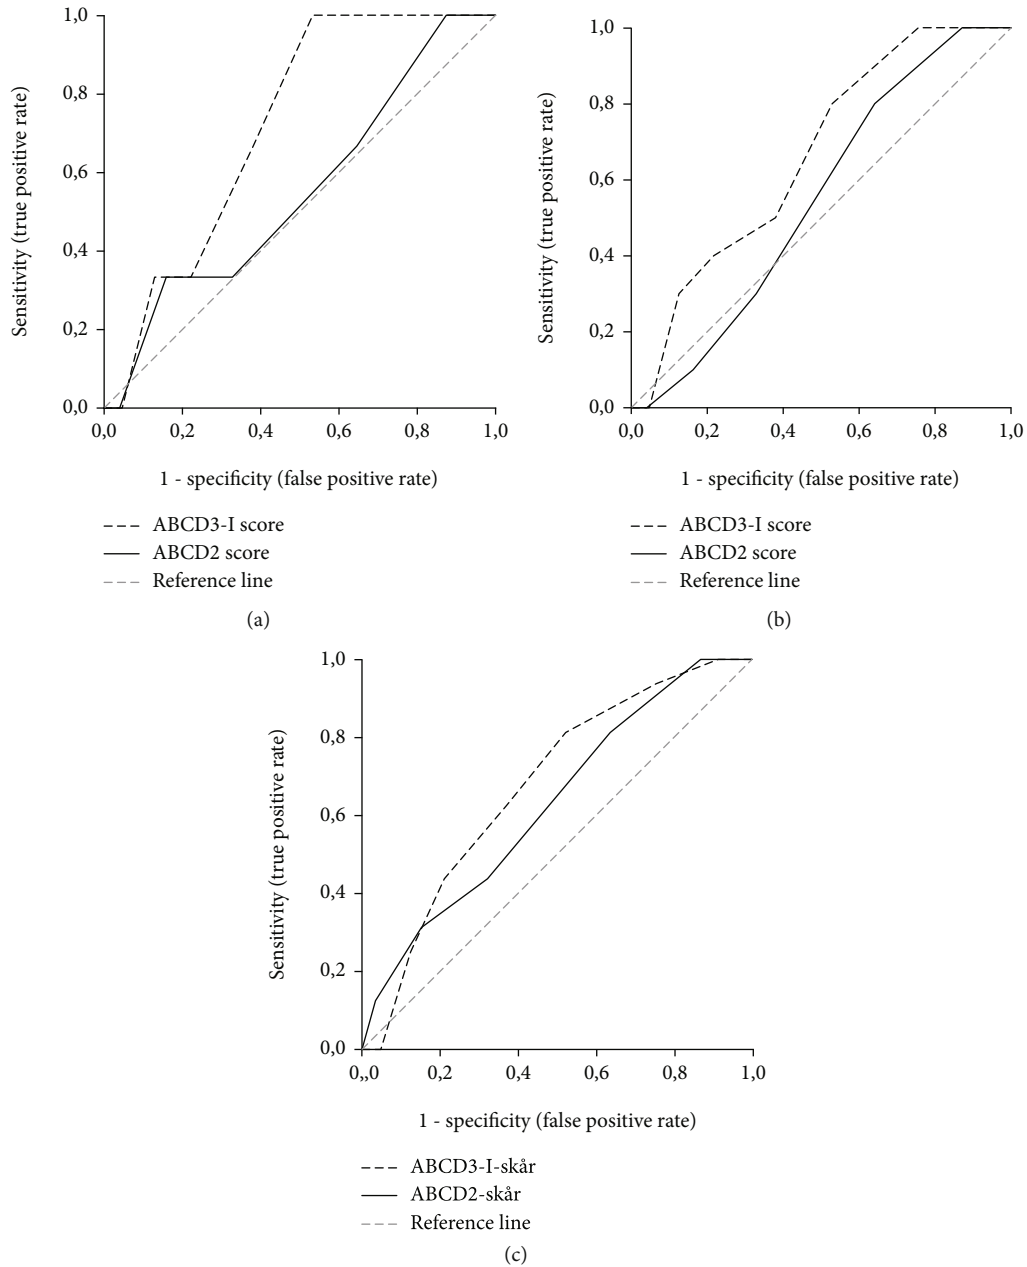 1,0
0,8
0,6
0,4
0,2
0,0
Sensitivity (true positive rate)
0,0 0,2 0,4 0,6 0,8 1,0
1 - specificity (false positive rate)
ABCD3-I score
ABCD2 score
Reference line
(a)
1,0
0,8
0,6
0,4
0,2
0,0
Sensitivity (true positive rate)
0,0 0,2 0,4 0,6 0,8 1,0
1 - specificity (false positive rate)
ABCD3-I score
ABCD2 score
Reference line
(b)
1,0
0,8
0,6
0,4
0,2
0,0
Sensitivity (true positive rate)
0,,0 0,2 0,4 0,6 0,8 1,0
1 - specificity (false positive rate)
ABCD3-I-skår
ABCD2-skår
Reference line
(c)